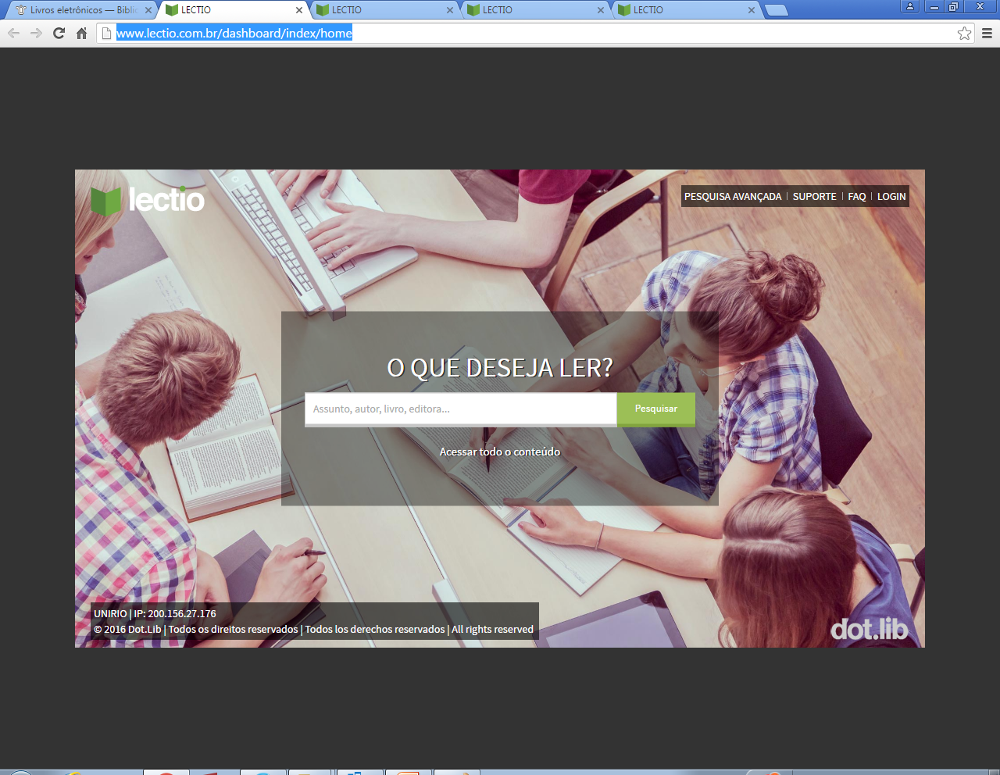 Livros eletrônicos — Biblio
LECTIO
LECTIO
LECTIO
LECTIO
www.lectio.com.br/dashboard/index/home
lectio
PESQUISA AVANÇADA | SUPORTE | FAQ | LOGIN
O QUE DESEJA LER?
Assunto, autor, livro, editora...
Pesquisar
Acessar todo o conteúdo
UNIRIO | IP: 200.156.27.176
© 2016 Dot.Lib | Todos os direitos reservados | Todos los derechos reservados | All rights reserved
dot.lib